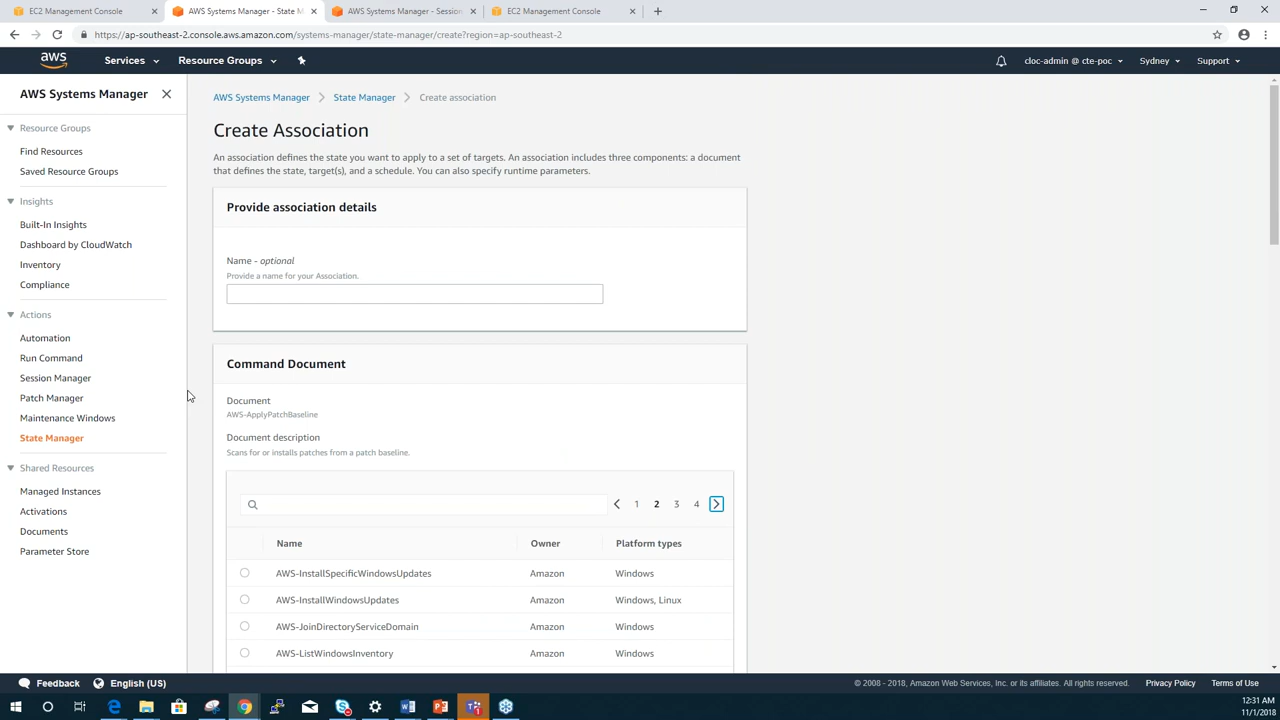 EC2 Management Console
AWS Systems Manager - State M
AWS Systems Manager - Session
EC2 Management Console
https://ap-southeast-2.console.aws.amazon.com/systems-manager/state-manager/create?region=ap-southeast-2
aws Services Resource Groups cloc-admin @ cte-poc Sydney Support
AWS Systems Manager
Resource Groups
Find Resources
Saved Resource Groups
Insights
Built-In Insights
Dashboard by CloudWatch
Inventory
Compliance
Actions
Automation
Run Command
Session Manager
Patch Manager
Maintenance Windows
State Manager
Shared Resources
Managed Instances
Activations
Documents
Parameter Store
AWS Systems Manager State Manager Create association
Create Association
An association defines the state you want to apply to a set of targets. An association includes three components: a document
that defines the state, target(s), and a schedule. You can also specify runtime parameters.
Provide association details
Name - optional
Provide a name for your Association.
Command Document
Document
AWS-ApplyPatchBaseline
Document description
Scans for or installs patches from a patch baseline.
1 2 3 4
Name Owner Platform types
AWS-InstallSpecificWindowsUpdates Amazon Windows
AWS-InstallWindowsUpdates Amazon Windows, Linux
AWS-JoinDirectoryServiceDomain Amazon Windows
AWS-ListWindowsInventory Amazon Windows
Feedback English (US) © 2008 - 2018, Amazon Web Services, Inc. or its affiliates. All rights reserved. Privacy Policy Terms of Use
12:31 AM
11/1/2018